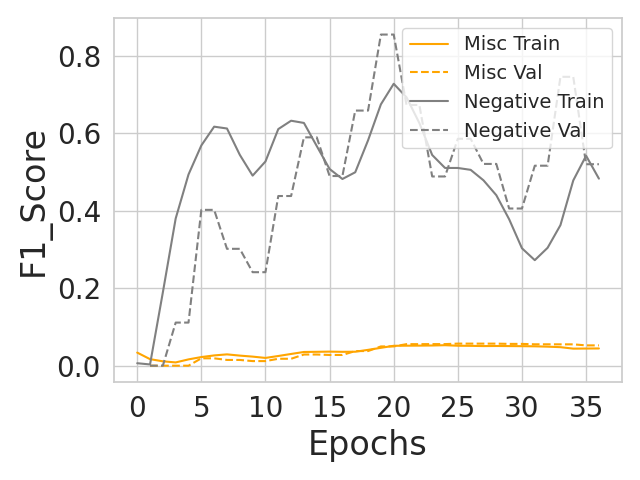 Misc Train
Misc Val
Negative Train
Negative Val
0.8
0.6
0.4
0.2
0.0
F1_Score
0 5 10 15 20 25 30 35
Epochs